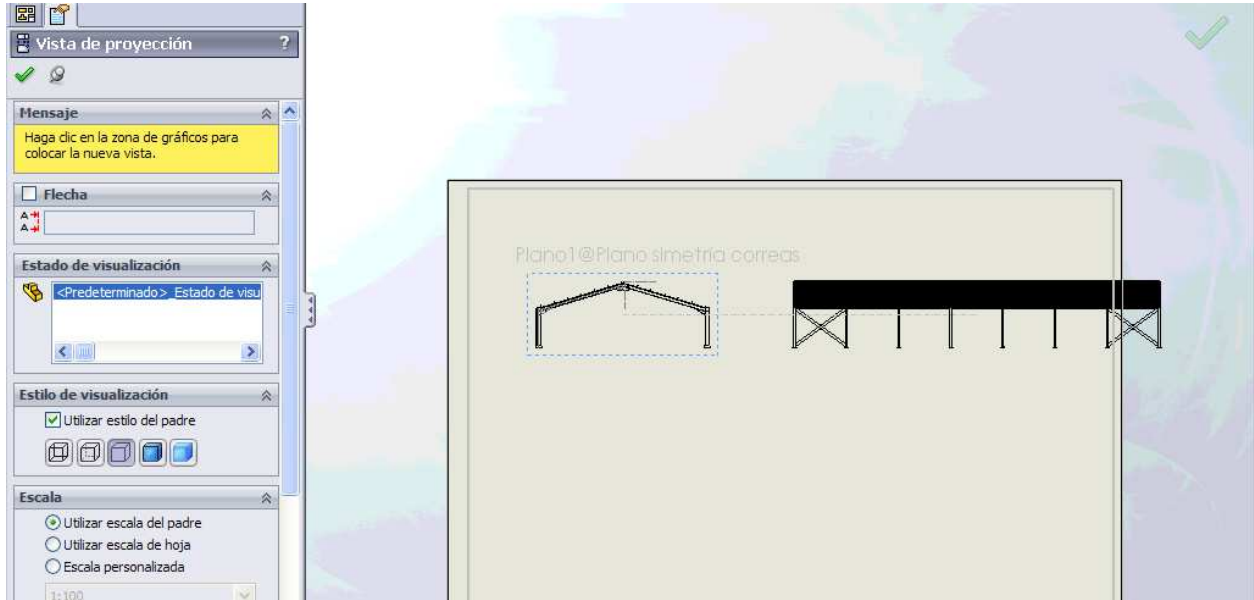 Vista de proyección ?
Mensaje
Haga clic en la zona de gráficos para
colocar la nueva vista.
Flecha
A
A
Estado de visualización
<Predeterminado>_Estado de visu
Estilo de visualización
Utilizar estilo del padre
Escala
Utilizar escala del padre
Utilizar escala de hoja
Escala personalizada
1:100
Plano1@Plano simetría correas